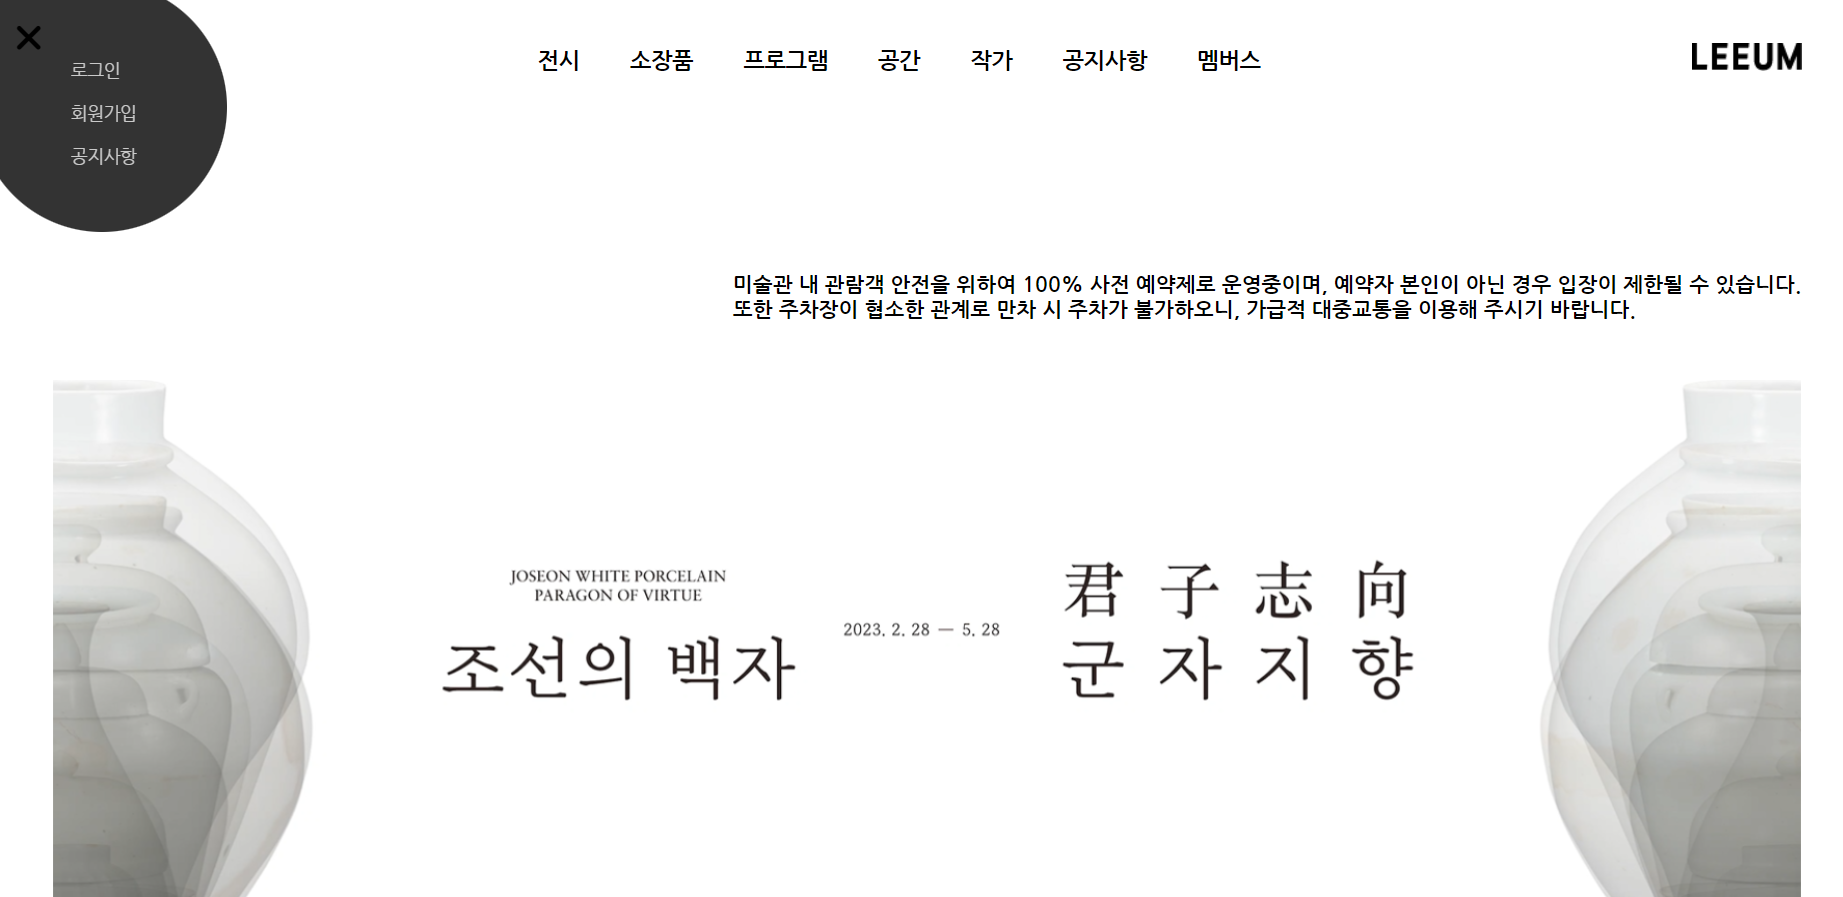 로그인
회원가입
공지사항
전시 소장품 프로그램 공간 작가 공지사항 멤버스
LEEUM
미술관 내 관람객 안전을 위하여 100% 사전 예약제로 운영중이며, 예약자 본인이 아닌 경우 입장이 제한될 수 있습니다.
또한 주차장이 협소한 관계로 만차 시 주차가 불가하오니, 가급적 대중교통을 이용해 주시기 바랍니다.
JOSEON WHITE PORCELAIN
PARAGON OF VIRTUE
조선의 백자
2023. 2. 28 — 5. 28
君子志向
군자지향